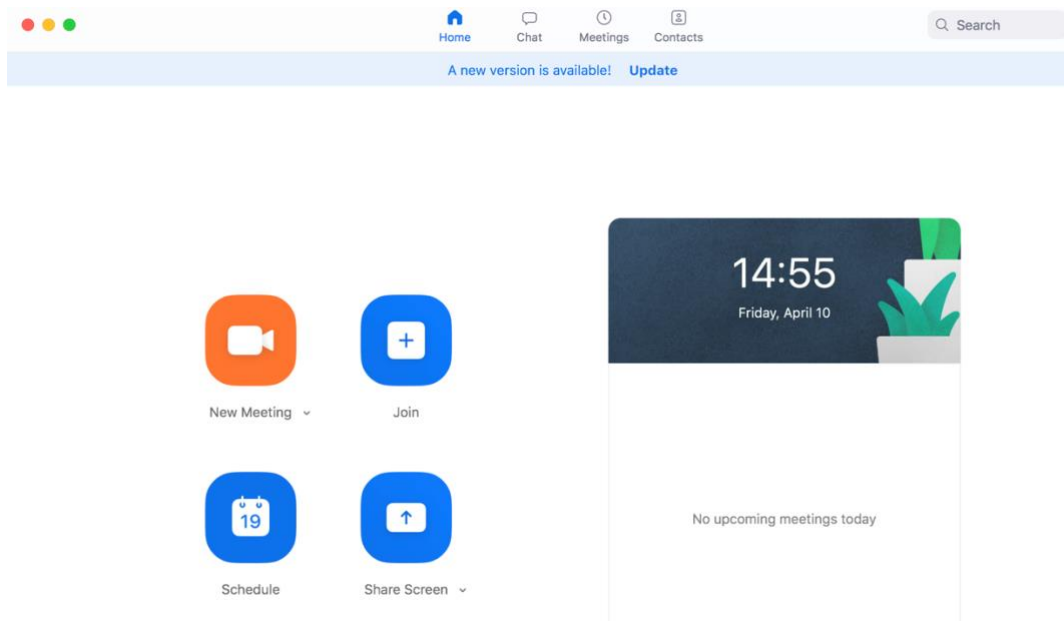 Home Chat Meetings Contacts
Search
A new version is available! Update
14:55
Friday, April 10
New Meeting Join
19
Schedule Share Screen
No upcoming meetings today